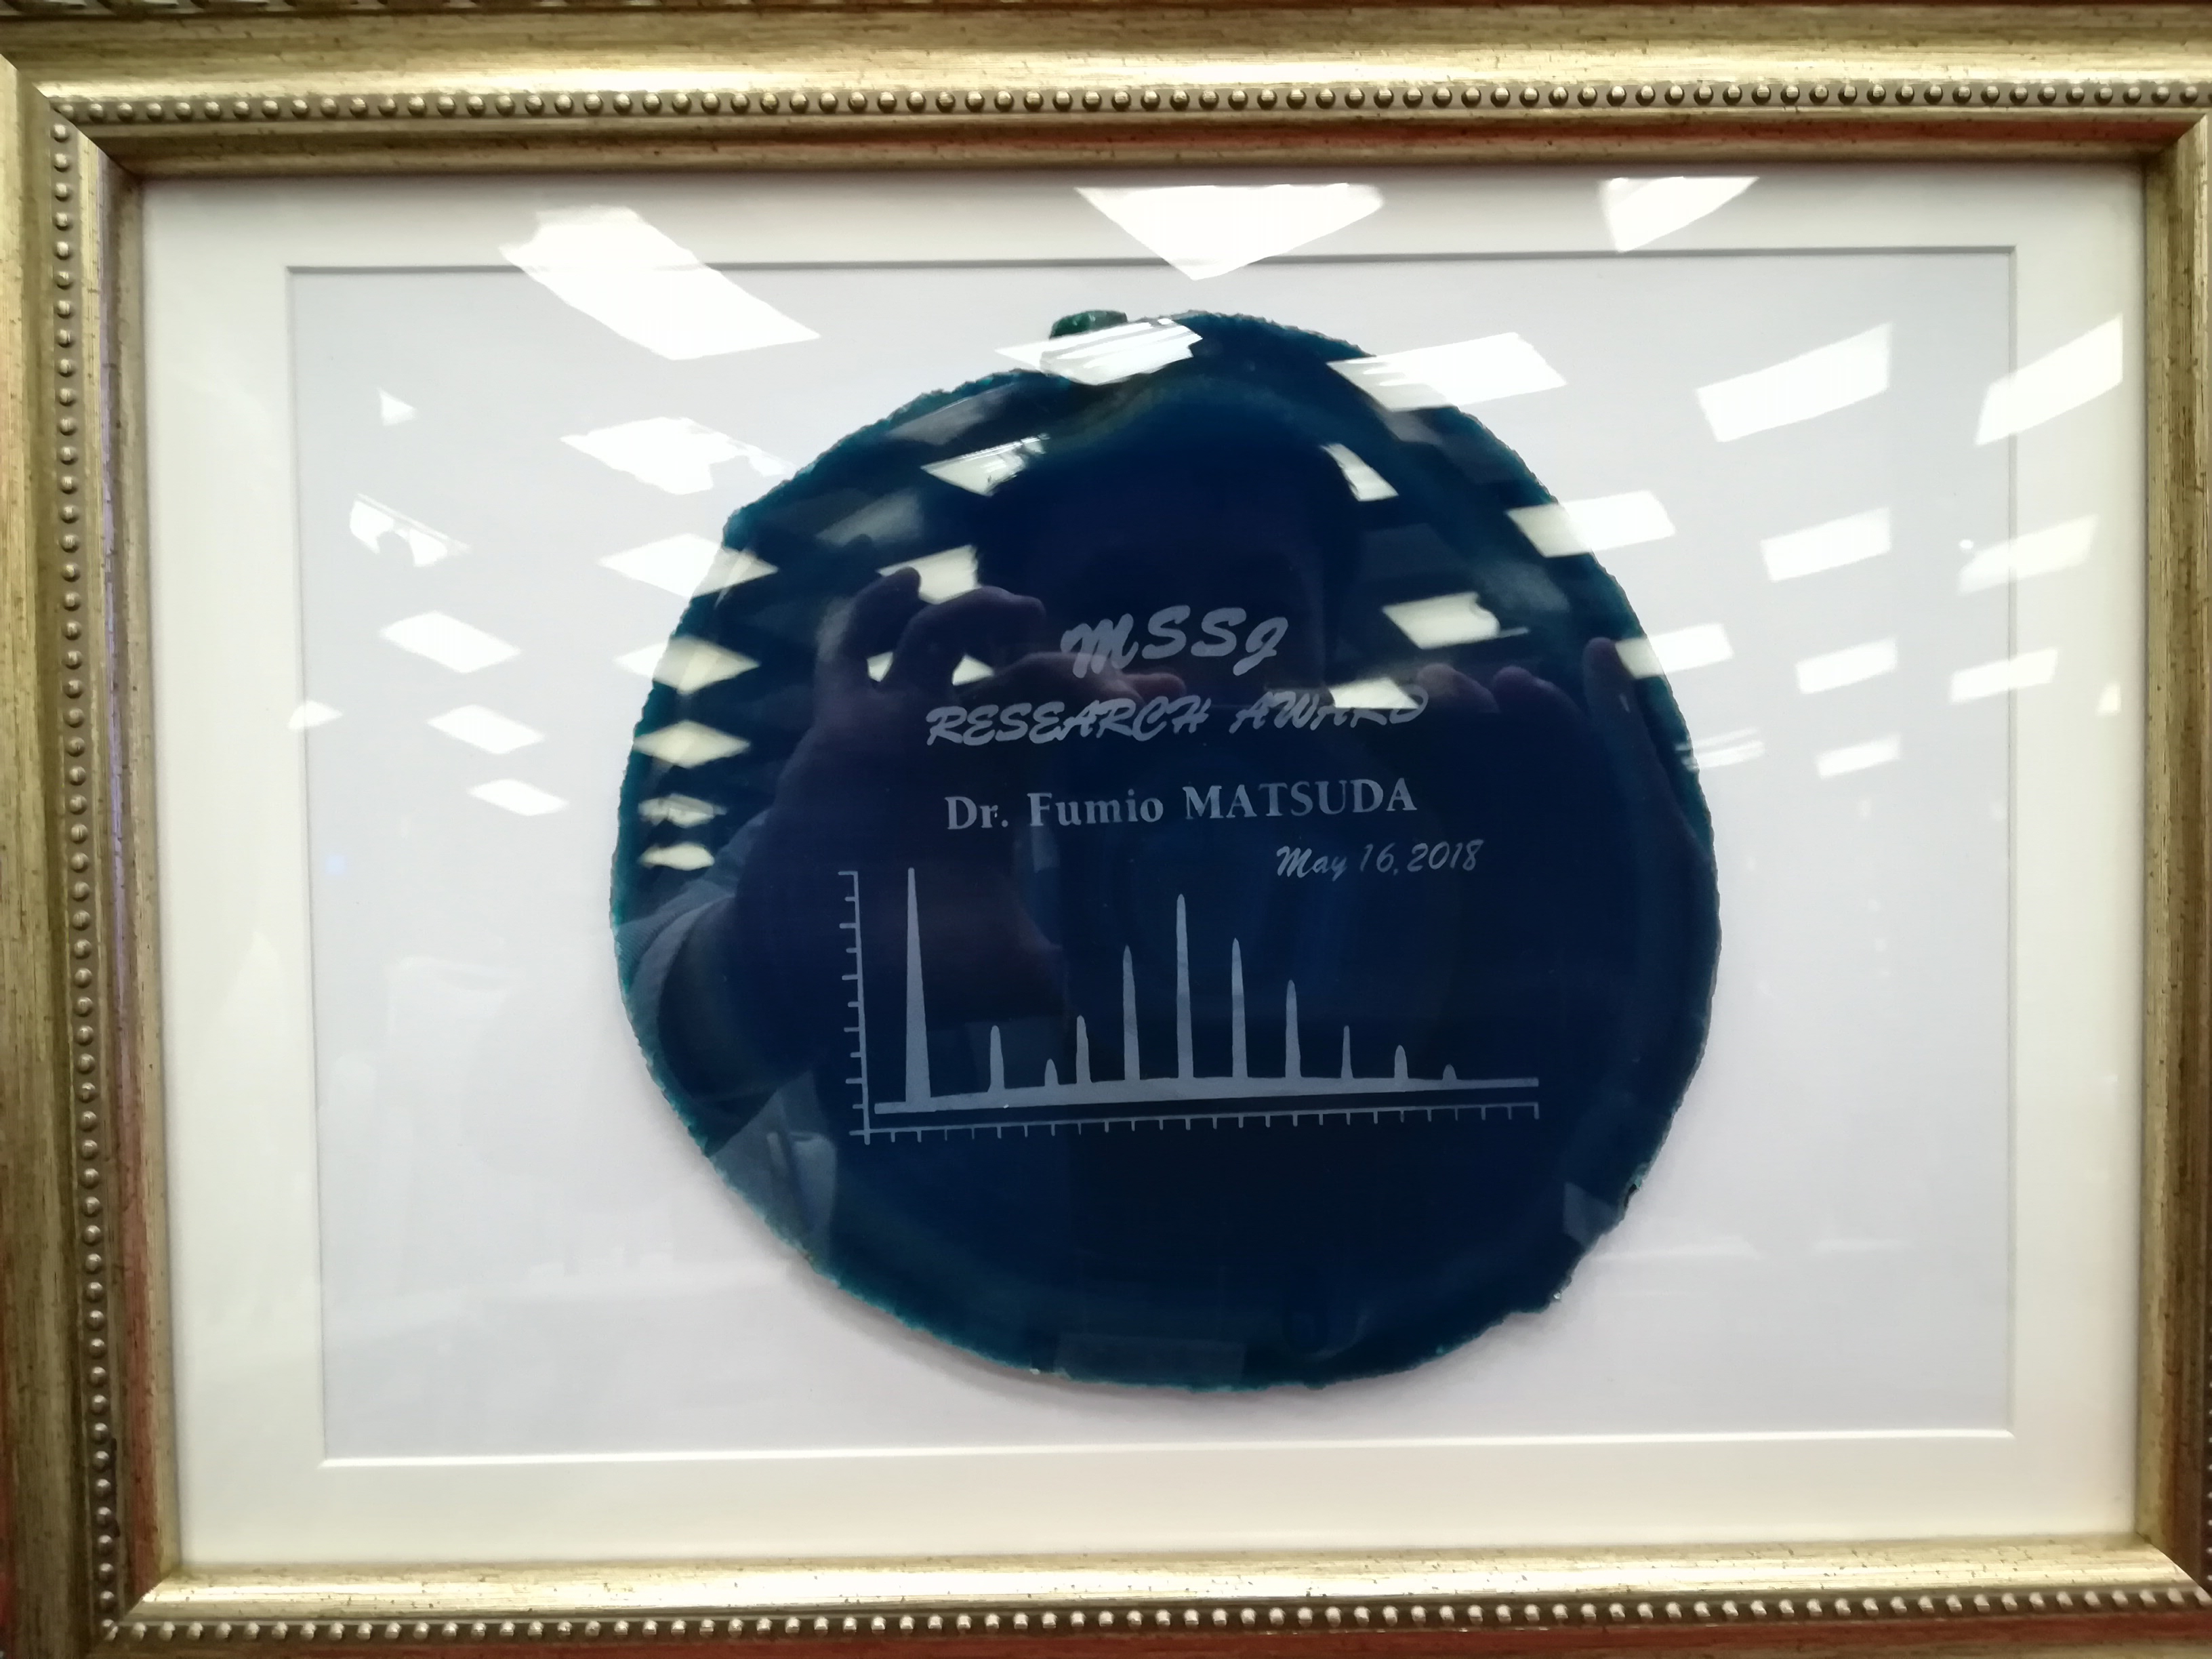 MSSJ
RESEARCH AWARD
Dr. Fumio MATSUDA
May 16, 2018